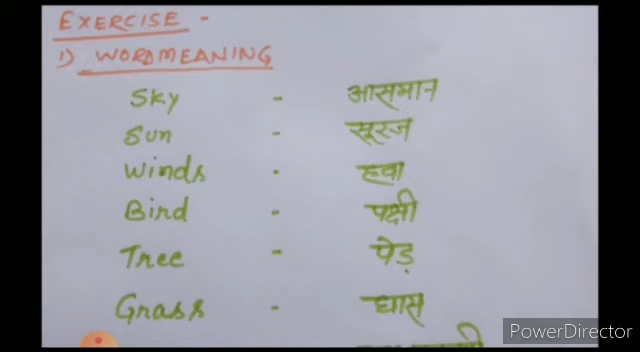 EXERCISE -
1) WORDMEANING
Sky - आसमान
Sun - सूरज
Winds - हवा
Bird - पक्षी
Tree - पेड़
Grass - घास
PowerDirector